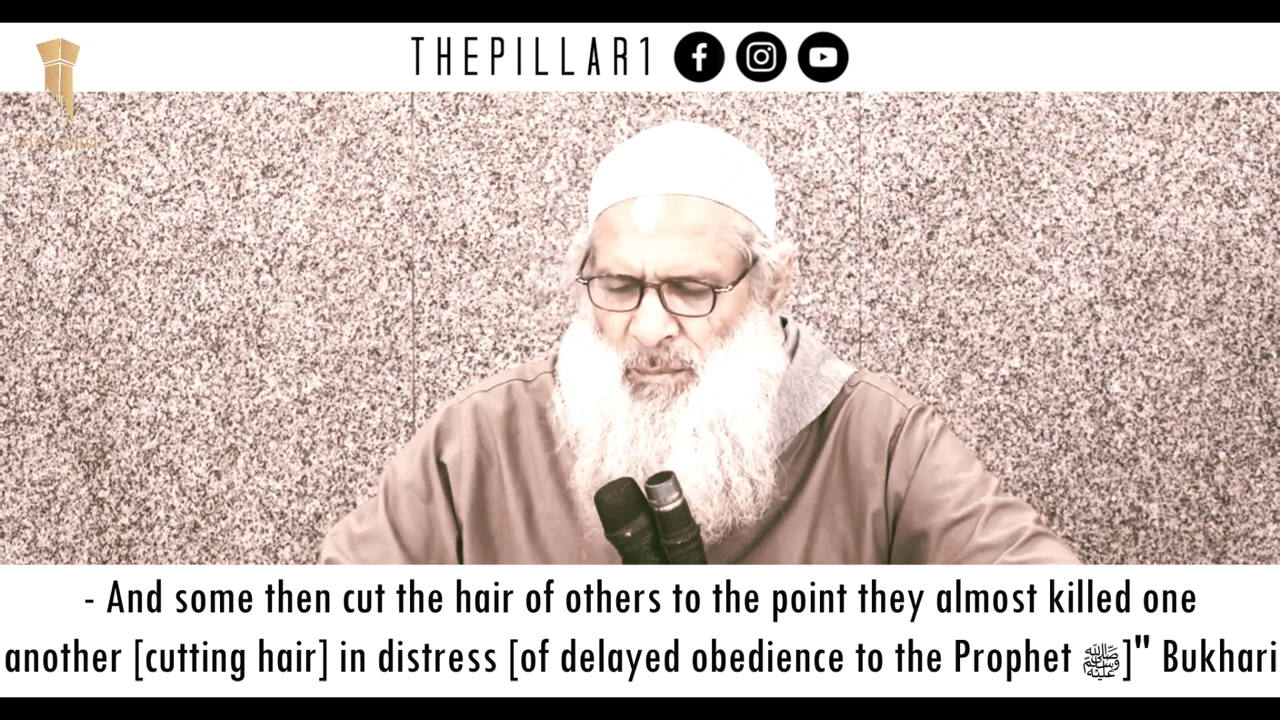 THEPILLAR1
- And some then cut the hair of others to the point they almost killed one
another [cutting hair] in distress [of delayed obedience to the Prophet ﷺ]" Bukhari